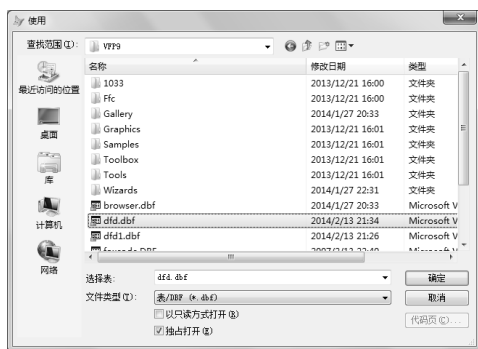 使用
查找范围(I): VFP9
名称 修改日期 类型
1033 2013/12/21 16:00 文件夹
Ffc 2013/12/21 16:00 文件夹
Gallery 2014/1/27 20:33 文件夹
Graphics 2013/12/21 16:01 文件夹
Samples 2013/12/21 16:01 文件夹
Toolbox 2013/12/21 16:01 文件夹
Tools 2013/12/21 16:01 文件夹
Wizards 2014/1/27 22:31 文件夹
browser.dbf 2014/1/27 20:33 Microsoft V
dfd.dbf 2014/2/13 21:34 Microsoft V
dfd1.dbf 2014/2/13 21:26 Microsoft V
最近访问的位置
桌面
库
计算机
网络
选择表: dfd.dbf 确定
文件类型(T): 表/DBF (*.dbf) 取消
以只读方式打开(R) 代码页(C)...
独占打开(E)